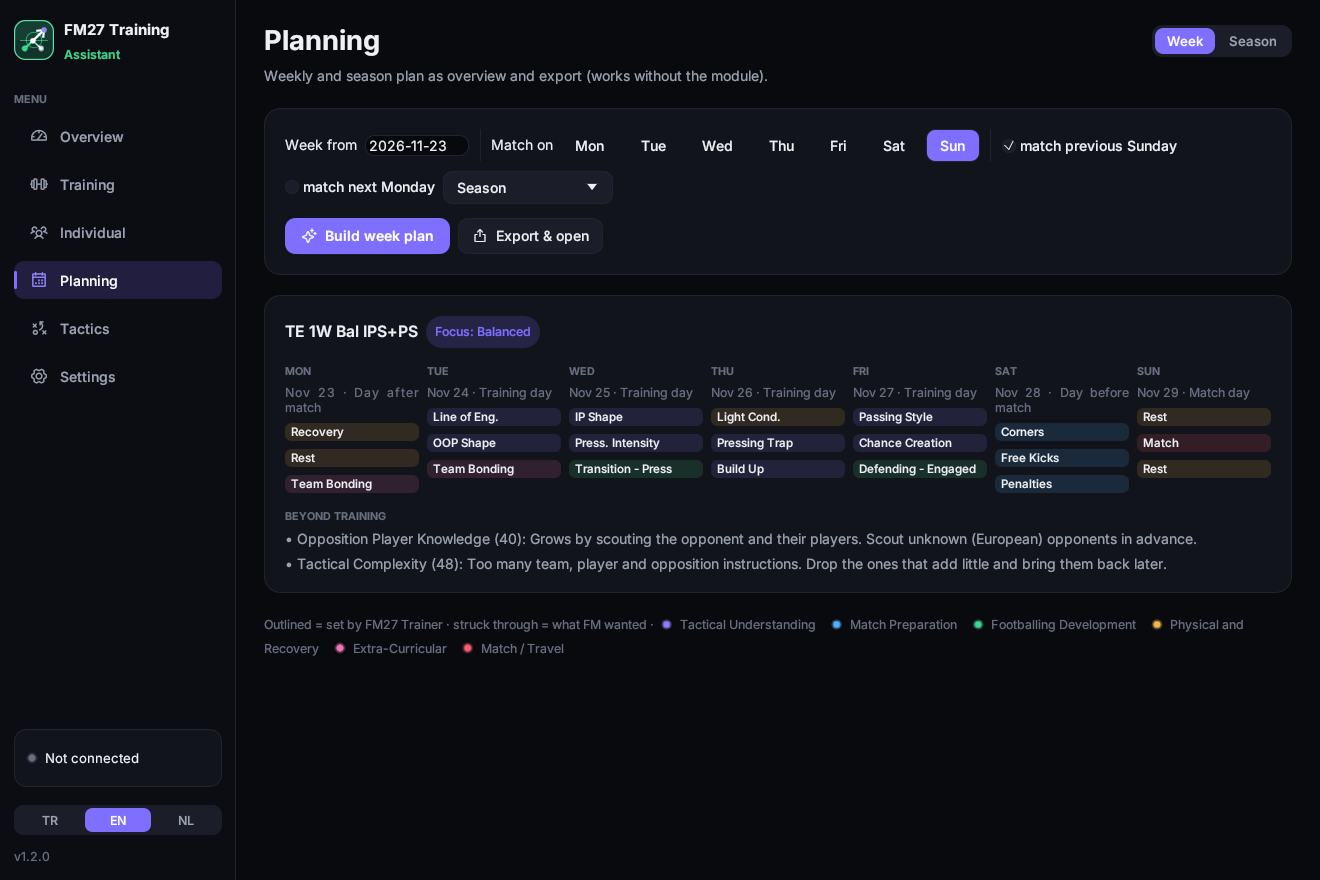 FM27 Training
Assistant
MENU
Overview
Training
Individual
Planning
Tactics
Settings
Not connected
TR EN NL
v1.2.0
Planning
Week Season
Weekly and season plan as overview and export (works without the module).
Week from 2026-11-23 Match on Mon Tue Wed Thu Fri Sat Sun match previous Sunday
match next Monday Season
Build week plan Export & open
TE 1W Bal IPS+PS Focus: Balanced
MON
Nov 23 · Day after
match
Recovery
Rest
Team Bonding
TUE
Nov 24 · Training day
Line of Eng.
OOP Shape
Team Bonding
WED
Nov 25 · Training day
IP Shape
Press. Intensity
Transition - Press
THU
Nov 26 · Training day
Light Cond.
Pressing Trap
Build Up
FRI
Nov 27 · Training day
Passing Style
Chance Creation
Defending - Engaged
SAT
Nov 28 · Day before
match
Corners
Free Kicks
Penalties
SUN
Nov 29 · Match day
Rest
Match
Rest
BEYOND TRAINING
• Opposition Player Knowledge (40): Grows by scouting the opponent and their players. Scout unknown (European) opponents in advance.
• Tactical Complexity (48): Too many team, player and opposition instructions. Drop the ones that add little and bring them back later.
Outlined = set by FM27 Trainer · struck through = what FM wanted · Tactical Understanding Match Preparation Footballing Development Physical and
Recovery Extra-Curricular Match / Travel